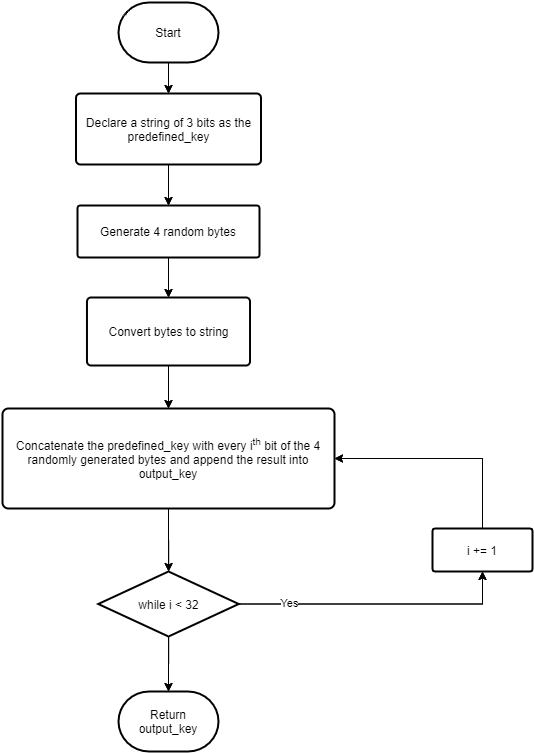 Start
Declare a string of 3 bits as the
predefined_key
Generate 4 random bytes
Convert bytes to string
Concatenate the predefined_key with every ith bit of the 4
randomly generated bytes and append the result into
output_key
i += 1
while i < 32
Yes
Return
output_key